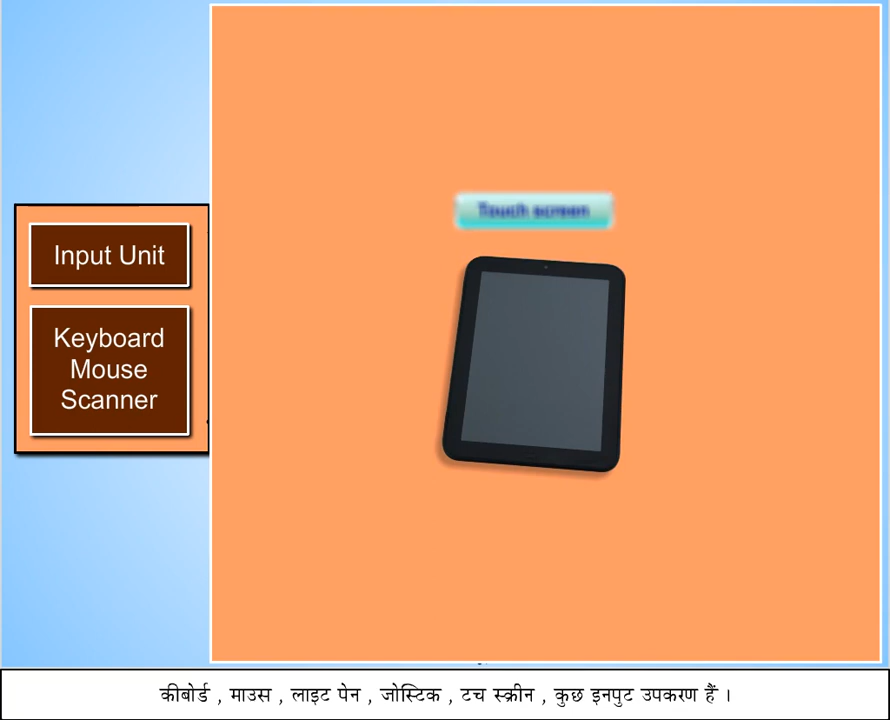 Touch screen
Input Unit
Keyboard
Mouse
Scanner
कीबोर्ड , माउस , लाइट पेन , जोस्टिक , टच स्क्रीन , कुछ इनपुट उपकरण हैं ।